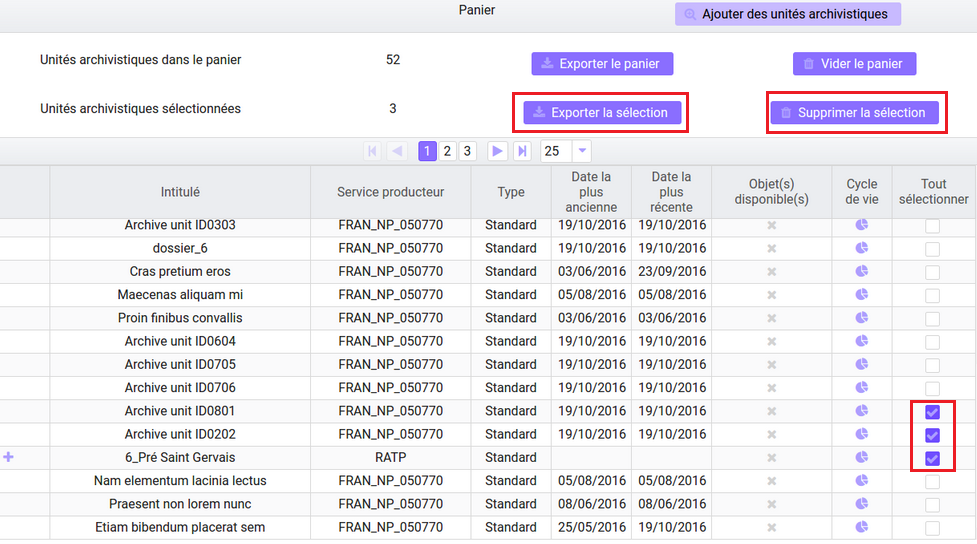 Panier
Ajouter des unités archivistiques
Unités archivistiques dans le panier 52 Exporter le panier Vider le panier
Unités archivistiques sélectionnées 3 Exporter la sélection Supprimer la sélection
1 2 3 25
Intitulé Service producteur Type Date la plus ancienne Date la plus récente Objet(s) disponible(s) Cycle de vie Tout sélectionner
Archive unit ID0303 FRAN_NP_050770 Standard 19/10/2016 19/10/2016
dossier_6 FRAN_NP_050770 Standard 19/10/2016 19/10/2016
Cras pretium eros FRAN_NP_050770 Standard 03/06/2016 23/09/2016
Maecenas aliquam mi FRAN_NP_050770 Standard 05/08/2016 05/08/2016
Proin finibus convallis FRAN_NP_050770 Standard 03/06/2016 03/06/2016
Archive unit ID0604 FRAN_NP_050770 Standard 19/10/2016 19/10/2016
Archive unit ID0705 FRAN_NP_050770 Standard 19/10/2016 19/10/2016
Archive unit ID0706 FRAN_NP_050770 Standard 19/10/2016 19/10/2016
Archive unit ID0801 FRAN_NP_050770 Standard 19/10/2016 19/10/2016
Archive unit ID0202 FRAN_NP_050770 Standard 19/10/2016 19/10/2016
6_Pré Saint Gervais RATP Standard
Nam elementum lacinia lectus FRAN_NP_050770 Standard 05/08/2016 05/08/2016
Praesent non lorem nunc FRAN_NP_050770 Standard 08/06/2016 08/06/2016
Etiam bibendum placerat sem FRAN_NP_050770 Standard 25/05/2016 19/10/2016